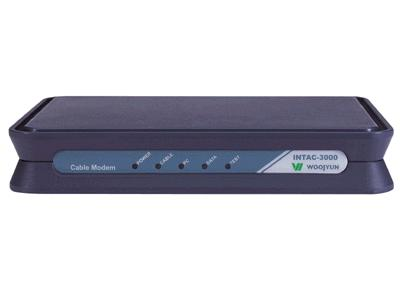 Cable Modem
POWER
CABLE
PC
DATA
TEST
INTAC-3000
WOOJYUN